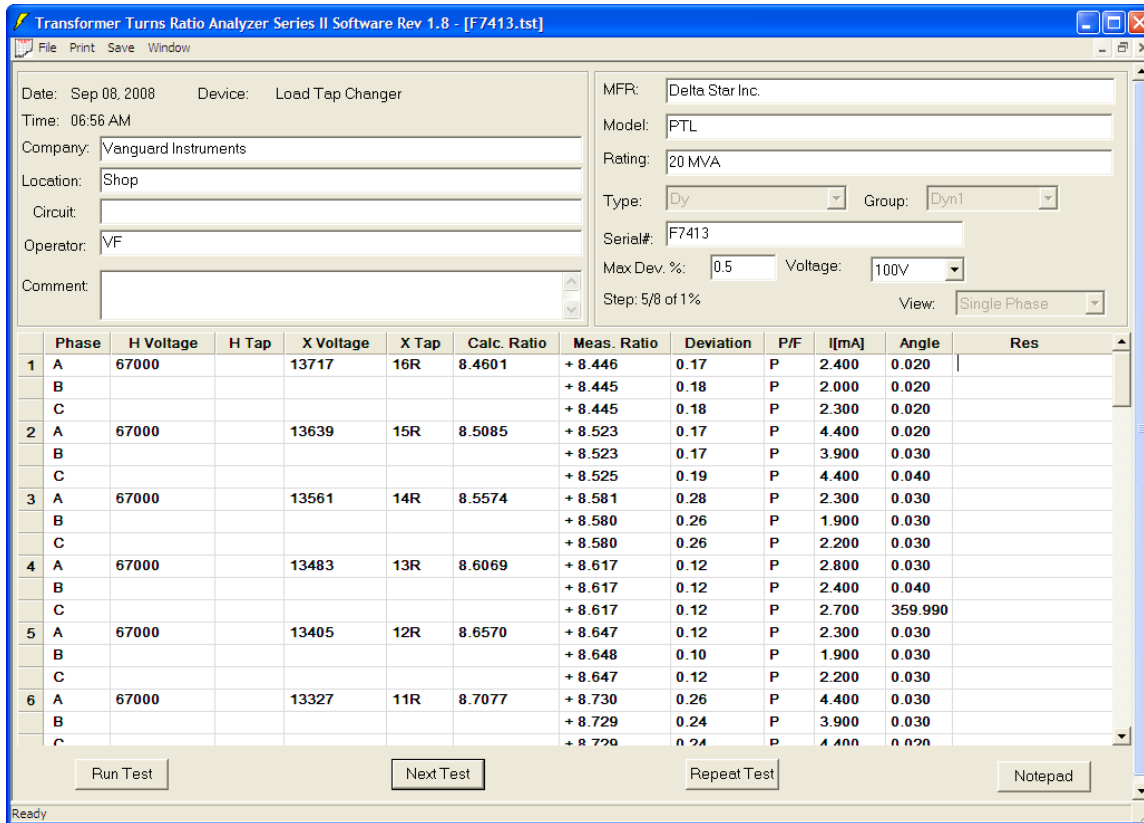 Transformer Turns Ratio Analyzer Series II Software Rev 1.8 - [F7413.tst]
File Print Save Window
Date: Sep 08, 2008 Device: Load Tap Changer
Time: 06:56 AM
Company: Vanguard Instruments
Location: Shop
Circuit:
Operator: VF
Comment:
MFR: Delta Star Inc.
Model: PTL
Rating: 20 MVA
Type: Dy Group: Dyn1
Serial#: F7413
Max Dev. %: 0.5 Voltage: 100V
Step: 5/8 of 1% View: Single Phase
Phase H Voltage H Tap X Voltage X Tap Calc. Ratio Meas. Ratio Deviation P/F I[mA] Angle Res
1 A 67000 13717 16R 8.4601 + 8.446 0.17 P 2.400 0.020
B + 8.445 0.18 P 2.000 0.020
C + 8.445 0.18 P 2.300 0.020
2 A 67000 13639 15R 8.5085 + 8.523 0.17 P 4.400 0.020
B + 8.523 0.17 P 3.900 0.030
C + 8.525 0.19 P 4.400 0.040
3 A 67000 13561 14R 8.5574 + 8.581 0.28 P 2.300 0.030
B + 8.580 0.26 P 1.900 0.030
C + 8.580 0.26 P 2.200 0.030
4 A 67000 13483 13R 8.6069 + 8.617 0.12 P 2.800 0.030
B + 8.617 0.12 P 2.400 0.040
C + 8.617 0.12 P 2.700 359.990
5 A 67000 13405 12R 8.6570 + 8.647 0.12 P 2.300 0.030
B + 8.648 0.10 P 1.900 0.030
C + 8.647 0.12 P 2.200 0.030
6 A 67000 13327 11R 8.7077 + 8.730 0.26 P 4.400 0.030
B + 8.729 0.24 P 3.900 0.030
C + 8.729 0.24 P 4.400 0.020
Run Test Next Test Repeat Test Notepad
Ready